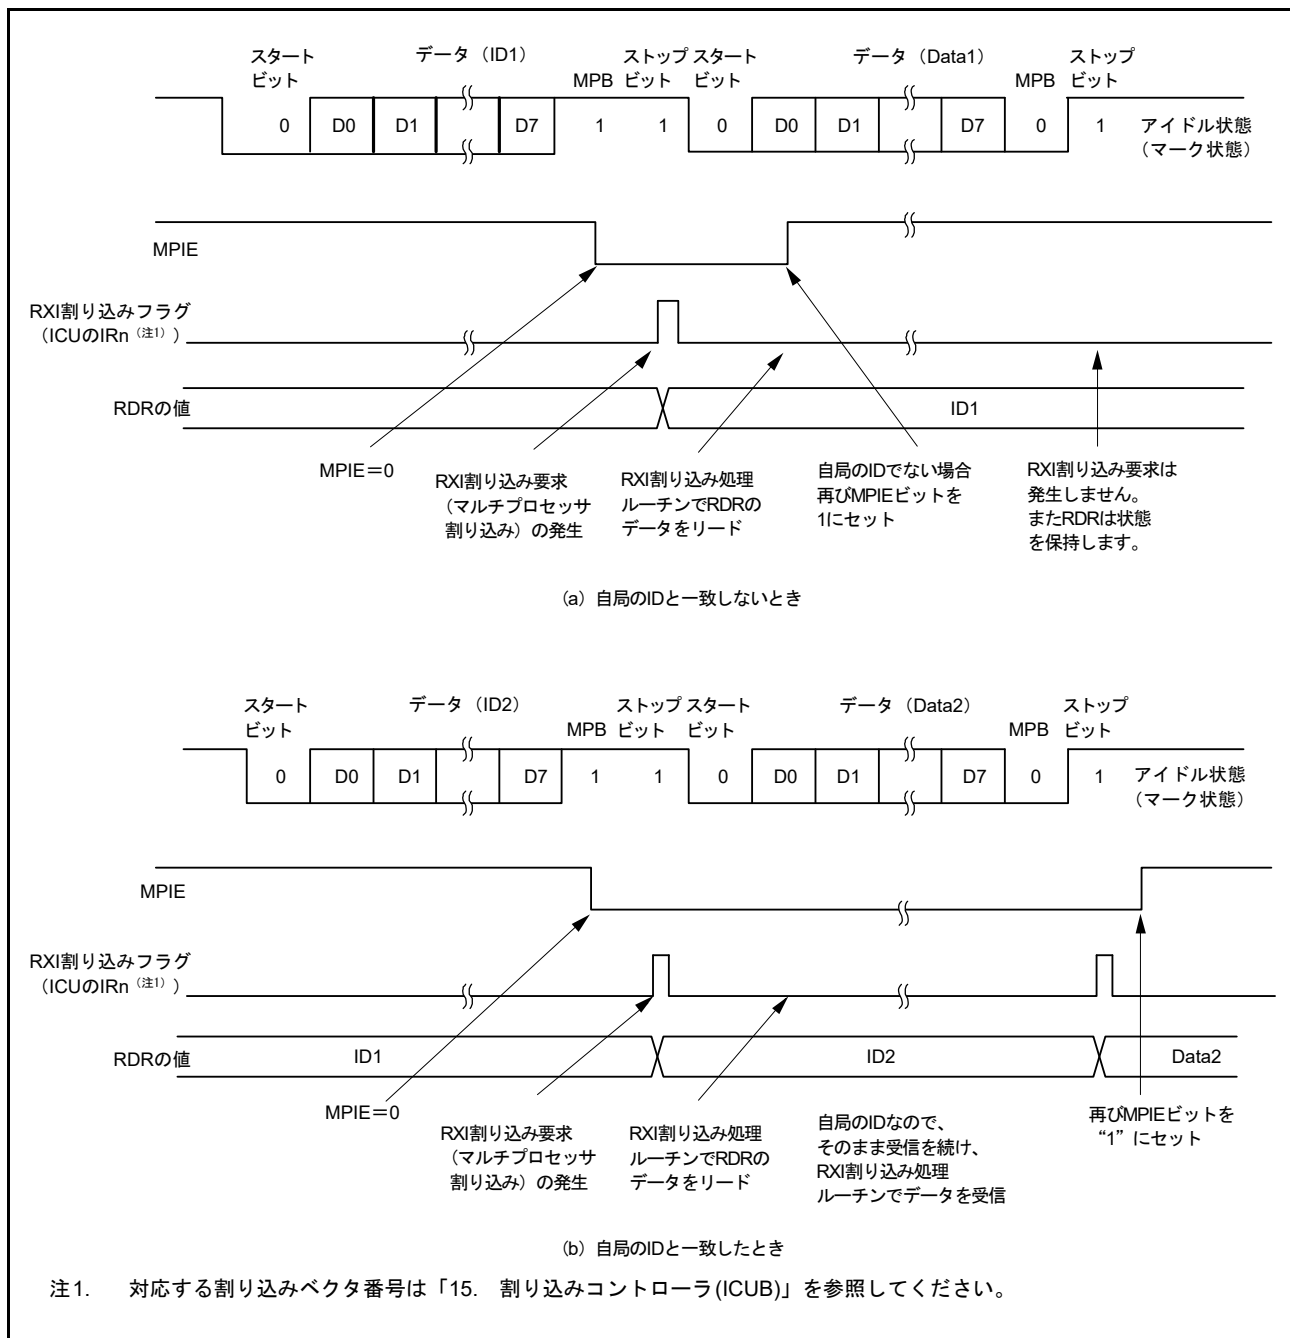 スタート
ビット
データ（ID1）
MPB
ストップ
ビット
スタート
ビット
データ（Data1）
MPB
ストップ
ビット
0 D0 D1 D7 1 1 0 D0 D1 D7 0 1
アイドル状態
（マーク状態）
MPIE
RXI割り込みフラグ
（ICUのIRn（注1））
RDRの値
ID1
MPIE＝0
RXI割り込み要求
（マルチプロセッサ
割り込み）の発生
RXI割り込み処理
ルーチンでRDRの
データをリード
自局のIDでない場合
再びMPIEビットを
1にセット
RXI割り込み要求は
発生しません。
またRDRは状態
を保持します。
(a) 自局のIDと一致しないとき
スタート
ビット
データ（ID2）
MPB
ストップ
ビット
スタート
ビット
データ（Data2）
MPB
ストップ
ビット
0 D0 D1 D7 1 1 0 D0 D1 D7 0 1
アイドル状態
（マーク状態）
MPIE
RXI割り込みフラグ
（ICUのIRn（注1））
RDRの値
ID1
ID2
Data2
MPIE＝0
RXI割り込み要求
（マルチプロセッサ
割り込み）の発生
RXI割り込み処理
ルーチンでRDRの
データをリード
自局のIDなので、
そのまま受信を続け、
RXI割り込み処理
ルーチンでデータを受信
再びMPIEビットを
“1”にセット
(b) 自局のIDと一致したとき
注1. 対応する割り込みベクタ番号は「15. 割り込みコントローラ(ICUB)」を参照してください。